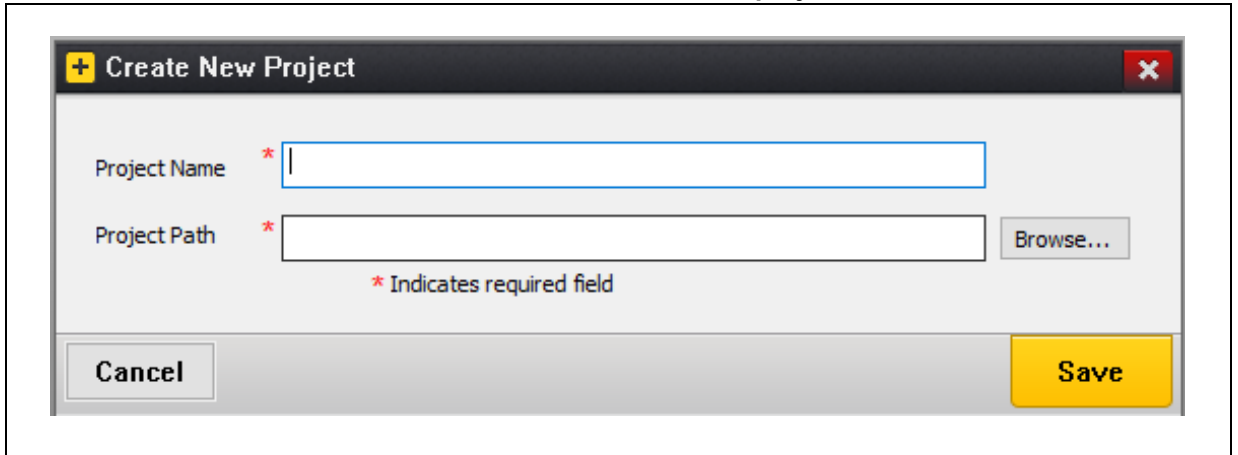 Create New Project
Project Name *
Project Path * Browse...
* Indicates required field
Cancel Save